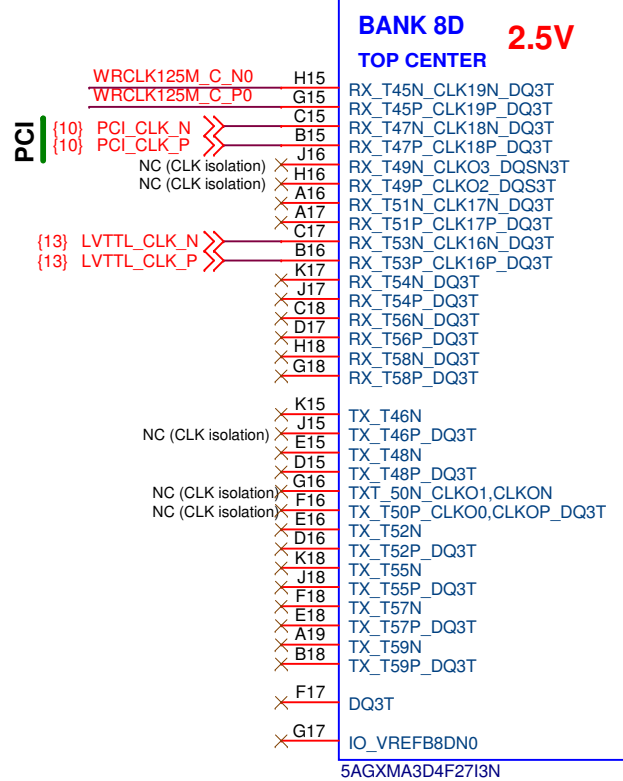 BANK 8D 2.5V
TOP CENTER
WRCLK125M_C_N0 H15 RX_T45N_CLK19N_DQ3T
WRCLK125M_C_P0 G15 RX_T45P_CLK19P_DQ3T
PCI
{10} PCI_CLK_N C15 RX_T47N_CLK18N_DQ3T
{10} PCI_CLK_P B15 RX_T47P_CLK18P_DQ3T
NC (CLK isolation) J16 RX_T49N_CLKO3_DQSN3T
NC (CLK isolation) H16 RX_T49P_CLKO2_DQS3T
A16 RX_T51N_CLK17N_DQ3T
A17 RX_T51P_CLK17P_DQ3T
{13} LVTTL_CLK_N C17 RX_T53N_CLK16N_DQ3T
{13} LVTTL_CLK_P B16 RX_T53P_CLK16P_DQ3T
K17 RX_T54N_DQ3T
J17 RX_T54P_DQ3T
C18 RX_T56N_DQ3T
D17 RX_T56P_DQ3T
H18 RX_T58N_DQ3T
G18 RX_T58P_DQ3T
K15 TX_T46N
NC (CLK isolation) J15 TX_T46P_DQ3T
E15 TX_T48N
D15 TX_T48P_DQ3T
NC (CLK isolation) G16 TXT_50N_CLKO1,CLKON
NC (CLK isolation) F16 TX_T50P_CLKO0,CLKOP_DQ3T
E16 TX_T52N
D16 TX_T52P_DQ3T
K18 TX_T55N
J18 TX_T55P_DQ3T
F18 TX_T57N
E18 TX_T57P_DQ3T
A19 TX_T59N
B18 TX_T59P_DQ3T
F17 DQ3T
G17 IO_VREFB8DN0
5AGXMA3D4F27I3N